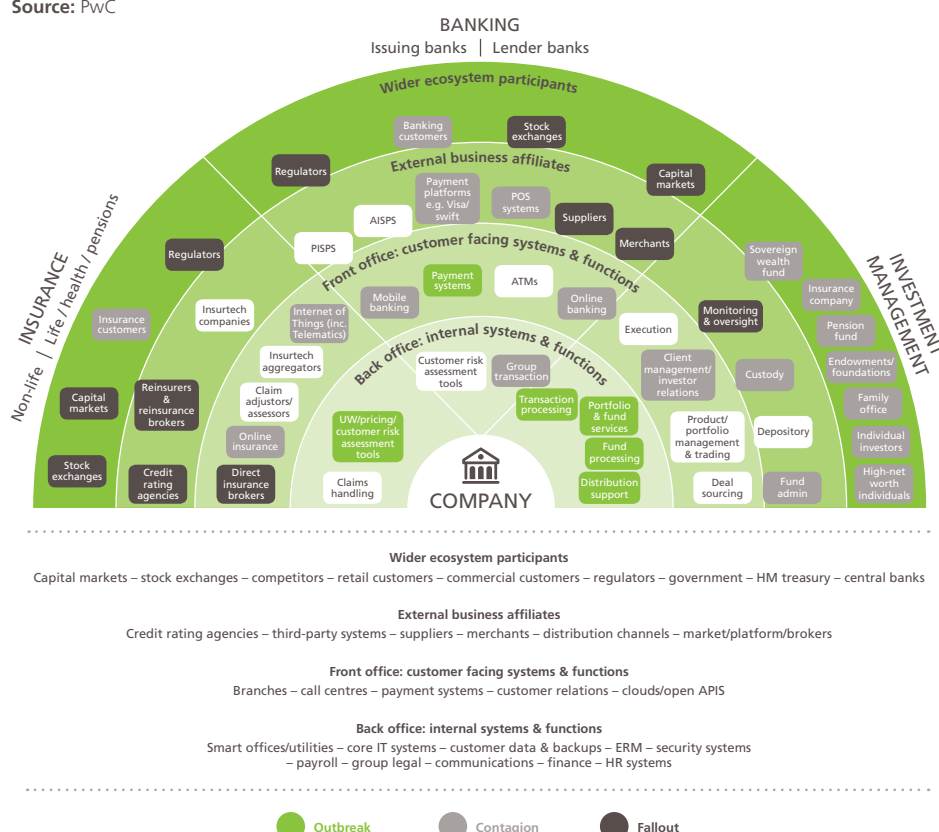 Source: PwC
BANKING
Issuing banks | Lender banks
Wider ecosystem participants
Banking
customers
Stock
exchanges
Regulators
External business affiliates
Capital
markets
Payment
platforms
e.g. Visa/
swift
POS
systems
AISPS
Suppliers
PISPS
Merchants
Front office: customer facing systems & functions
Payment
systems
ATMs
Mobile
banking
Online
banking
Back office: internal systems & functions
Customer risk
assessment
tools
Group
transaction
Transaction
processing
INSURANCE
Non-life | Life / health / pensions
Regulators
Insurance
customers
Capital
markets
Stock
exchanges
Insurtech
companies
Reinsurers
&
reinsurance
brokers
Credit
rating
agencies
Internet of
Things (inc.
Telematics)
Insurtech
aggregators
Claim
adjustors/
assessors
Online
insurance
Direct
insurance
brokers
UW/pricing/
customer risk
assessment
tools
Claims
handling
COMPANY
INVESTMENT
MANAGEMENT
Sovereign
wealth
fund
Insurance
company
Pension
fund
Endowments/
foundations
Family
office
Individual
investors
High-net
worth
individuals
Monitoring
& oversight
Custody
Depository
Fund
admin
Execution
Client
management/
investor
relations
Product/
portfolio
management
& trading
Deal
sourcing
Portfolio
& fund
services
Fund
processing
Distribution
support
Wider ecosystem participants
Capital markets – stock exchanges – competitors – retail customers – commercial customers – regulators – government – HM treasury – central banks
External business affiliates
Credit rating agencies – third-party systems – suppliers – merchants – distribution channels – market/platform/brokers
Front office: customer facing systems & functions
Branches – call centres – payment systems – customer relations – clouds/open APIS
Back office: internal systems & functions
Smart offices/utilities – core IT systems – customer data & backups – ERM – security systems
– payroll – group legal – communications – finance – HR systems
Outbreak
Contagion
Fallout